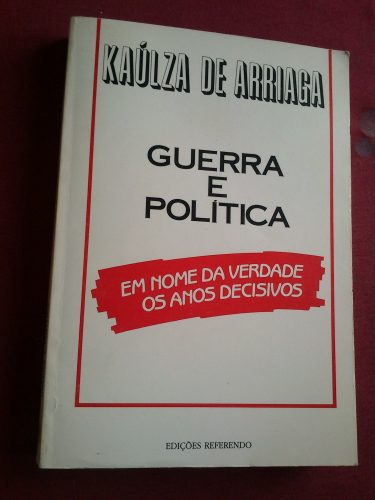 KAÚLZA DE ARRIAGA
GUERRA
E
POLÍTICA
EM NOME DA VERDADE
OS ANOS DECISIVOS
EDIÇÕES REFERENDO